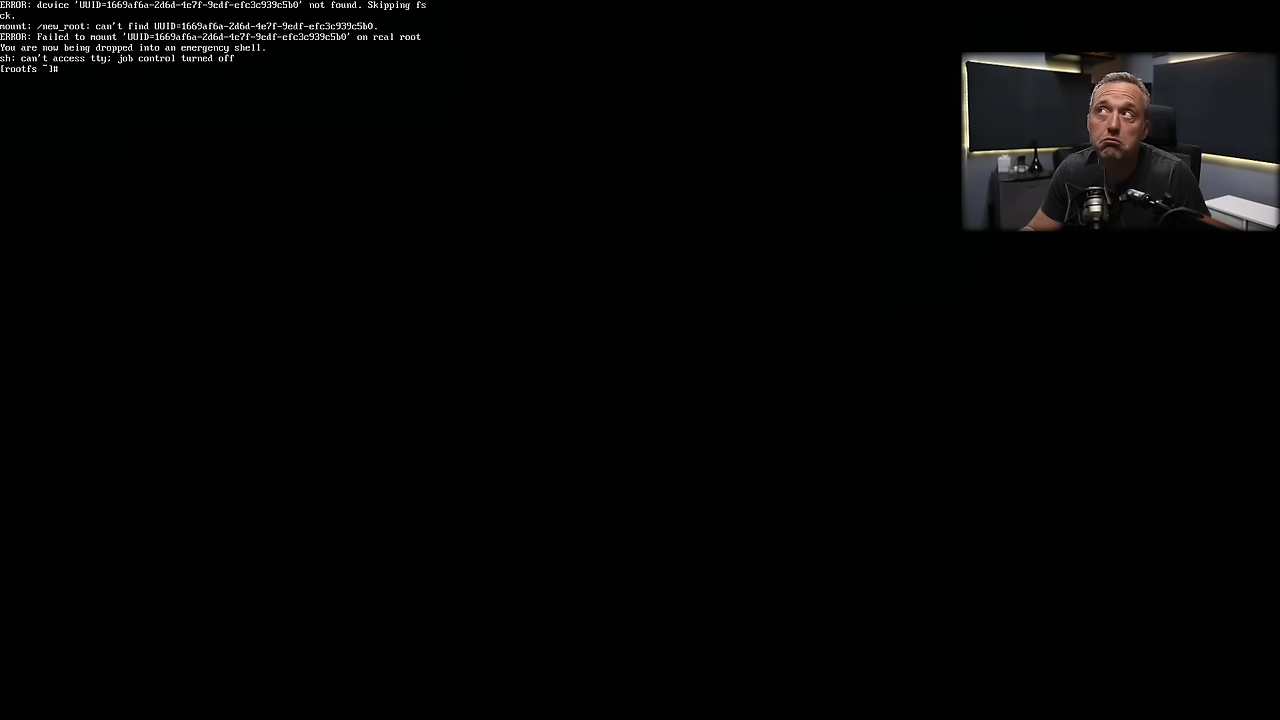 ERROR: device 'UUID=1669af6a-2d6d-4e7f-9edf-efc3c939c5b0' not found. Skipping fs
ck.
mount: /new_root: can't find UUID=1669af6a-2d6d-4e7f-9edf-efc3c939c5b0.
ERROR: Failed to mount 'UUID=1669af6a-2d6d-4e7f-9edf-efc3c939c5b0' on real root
You are now being dropped into an emergency shell.
sh: can't access tty; job control turned off
[rootfs ~]#